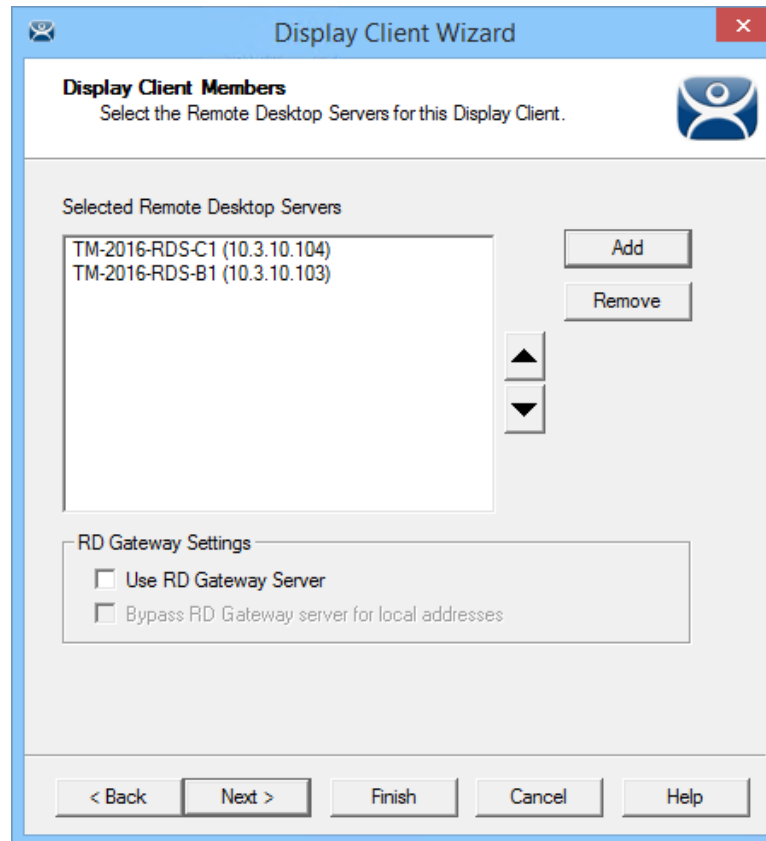 Display Client Wizard
Display Client Members
Select the Remote Desktop Servers for this Display Client.
Selected Remote Desktop Servers
TM-2016-RDS-C1 (10.3.10.104)
TM-2016-RDS-B1 (10.3.10.103)
Add
Remove
RD Gateway Settings
Use RD Gateway Server
Bypass RD Gateway server for local addresses
< Back Next > Finish Cancel Help